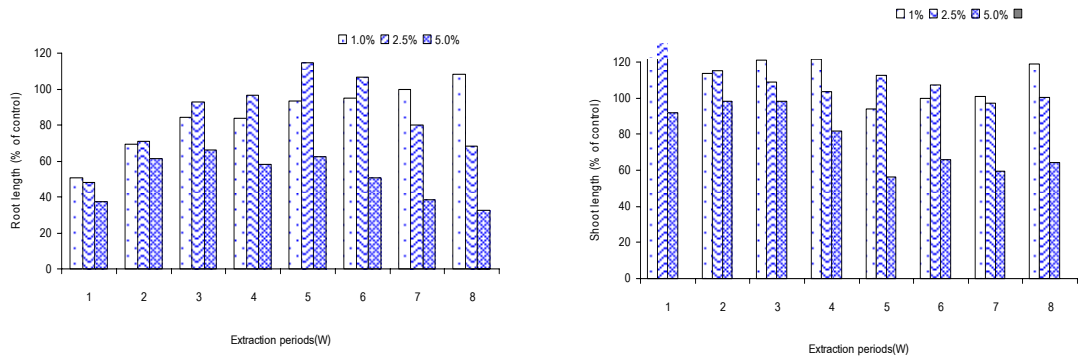 1.0% 2.5% 5.0%
Root length (% of control)
120
100
80
60
40
20
0
1 2 3 4 5 6 7 8
Extraction periods(W)
1% 2.5% 5.0%
Shoot length (% of control)
120
100
80
60
40
20
0
1 2 3 4 5 6 7 8
Extraction periods(W)